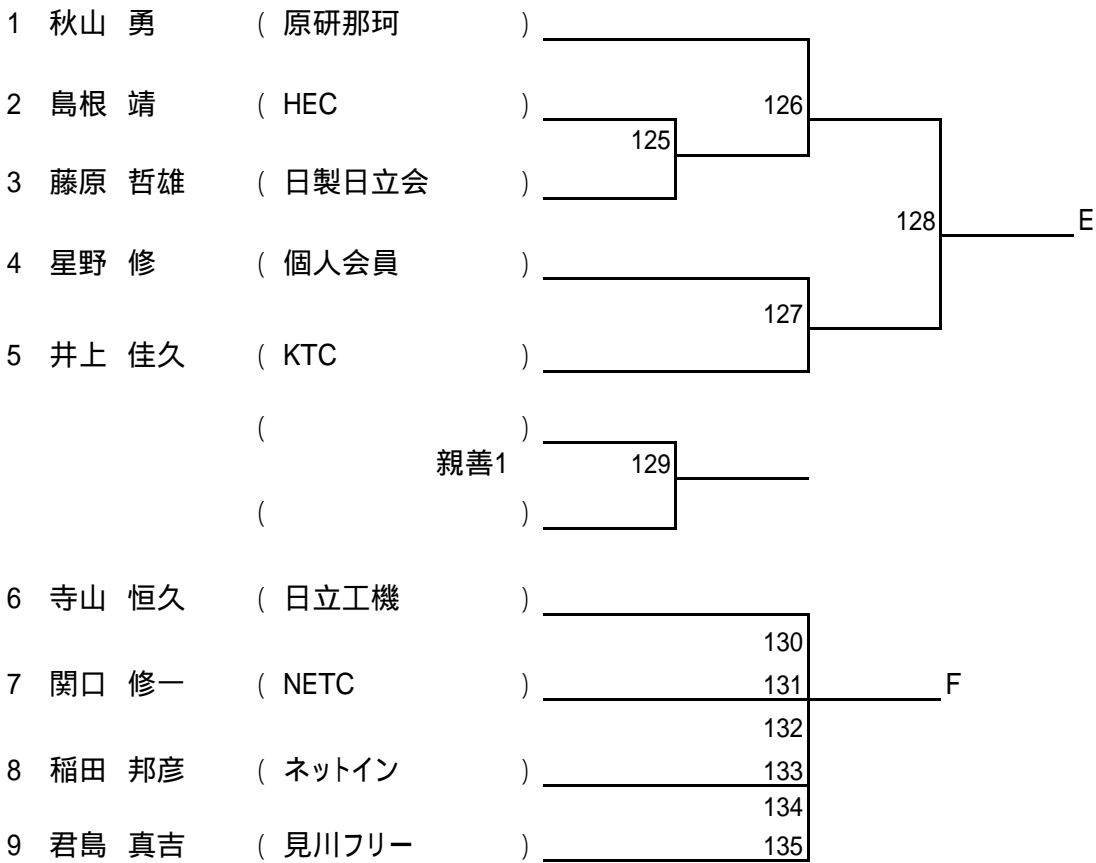 1 秋山 勇 ( 原研那珂 )
2 島根 靖 ( HEC ) 126
125
3 藤原 哲雄 ( 日製日立会 )
128 E
4 星野 修 ( 個人会員 )
127
5 井上 佳久 ( KTC )
( )
親善1 129
( )
6 寺山 恒久 ( 日立工機 )
130
7 関口 修一 ( NETC ) 131 F
132
8 稲田 邦彦 ( ネットイン ) 133
134
9 君島 真吉 ( 見川フリー ) 135